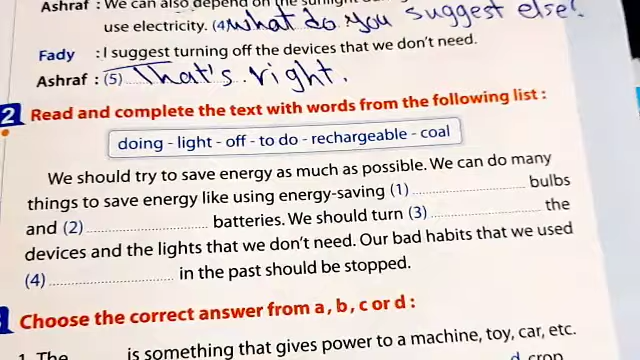 Ashraf : We can also depend on the sunlight
use electricity. (4) what do you suggest else?
Fady : I suggest turning off the devices that we don't need.
Ashraf : (5) That's right.
2 Read and complete the text with words from the following list :
doing - light - off - to do - rechargeable - coal
We should try to save energy as much as possible. We can do many
things to save energy like using energy-saving (1) .............................. bulbs
and (2) .............................. batteries. We should turn (3) .............................. the
devices and the lights that we don't need. Our bad habits that we used
(4) .............................. in the past should be stopped.
Choose the correct answer from a, b, c or d :
1. The ........ is something that gives power to a machine, toy, car, etc.
d. crop